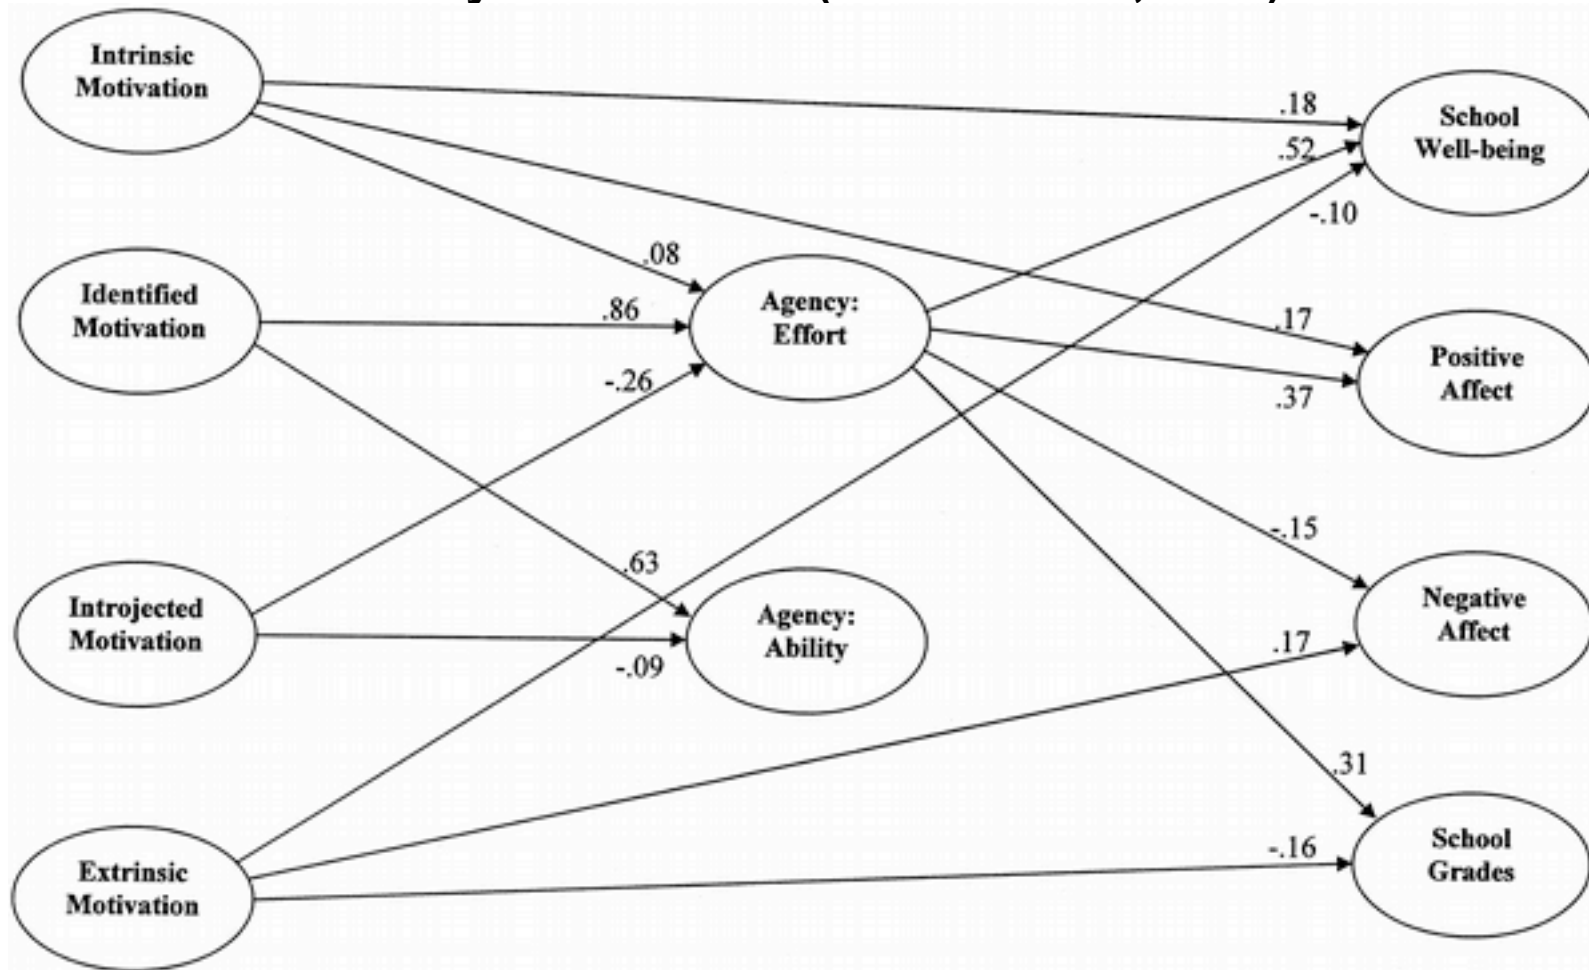 Intrinsic
Motivation
.18
School
Well-being
.52
-.10
.08
Identified
Motivation
.86
Agency:
Effort
.17
Positive
Affect
-.26
.37
-.15
.63
Introjected
Motivation
Agency:
Ability
-.09
Negative
Affect
.17
.31
Extrinsic
Motivation
-.16
School
Grades